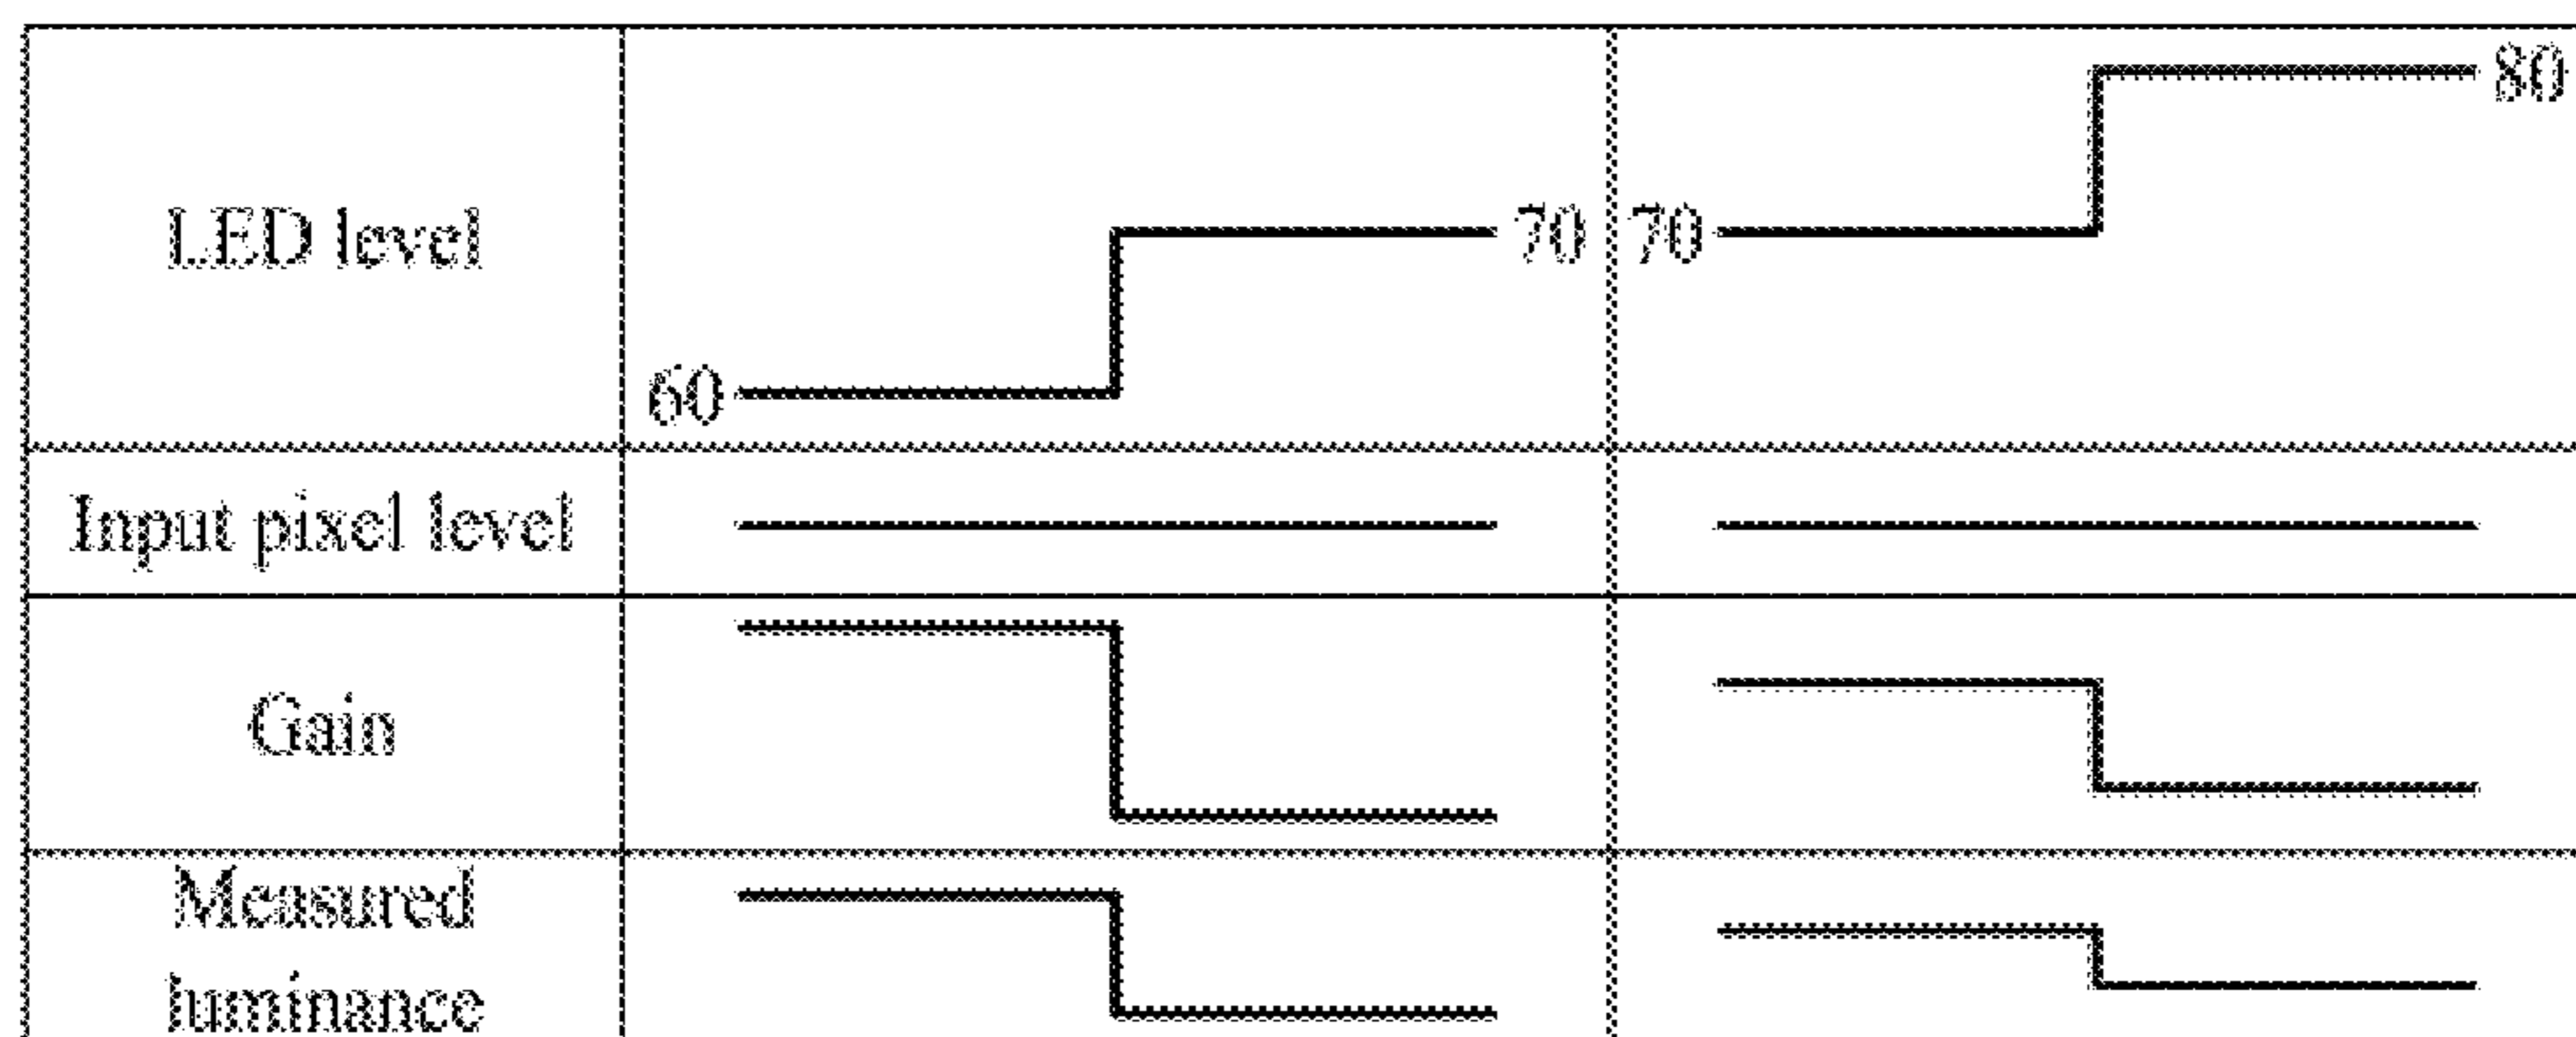 80
LED level
70
70
60
Input pixel level
Gain
Measured
luminance